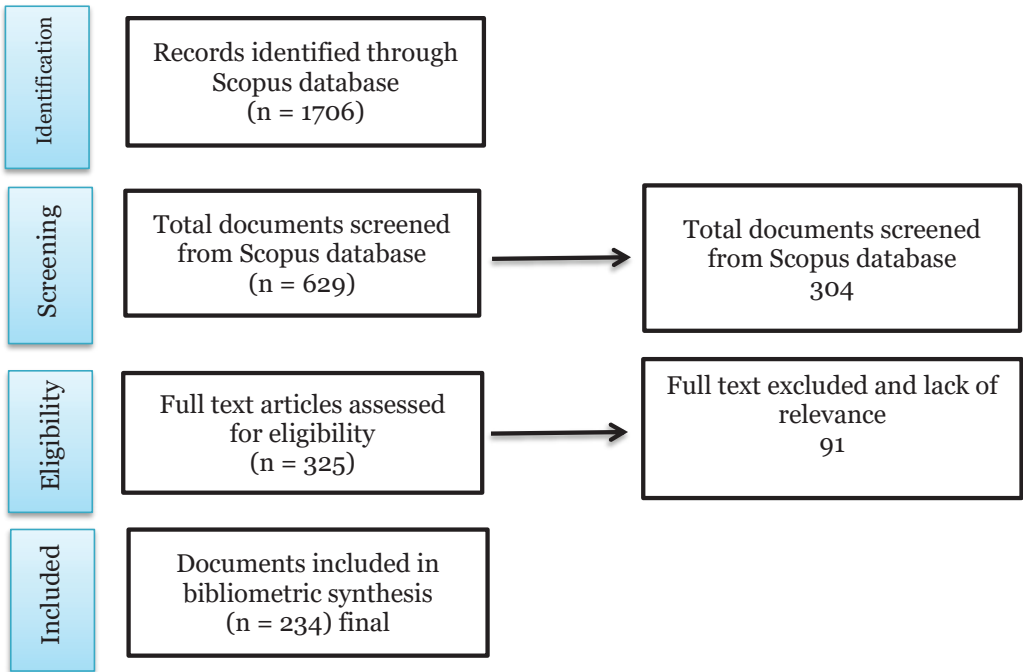 Identification
Records identified through
Scopus database
(n = 1706)
Screening
Total documents screened
from Scopus database
(n = 629)
Total documents screened
from Scopus database
304
Eligibility
Full text articles assessed
for eligibility
(n = 325)
Full text excluded and lack of
relevance
91
Included
Documents included in
bibliometric synthesis
(n = 234) final